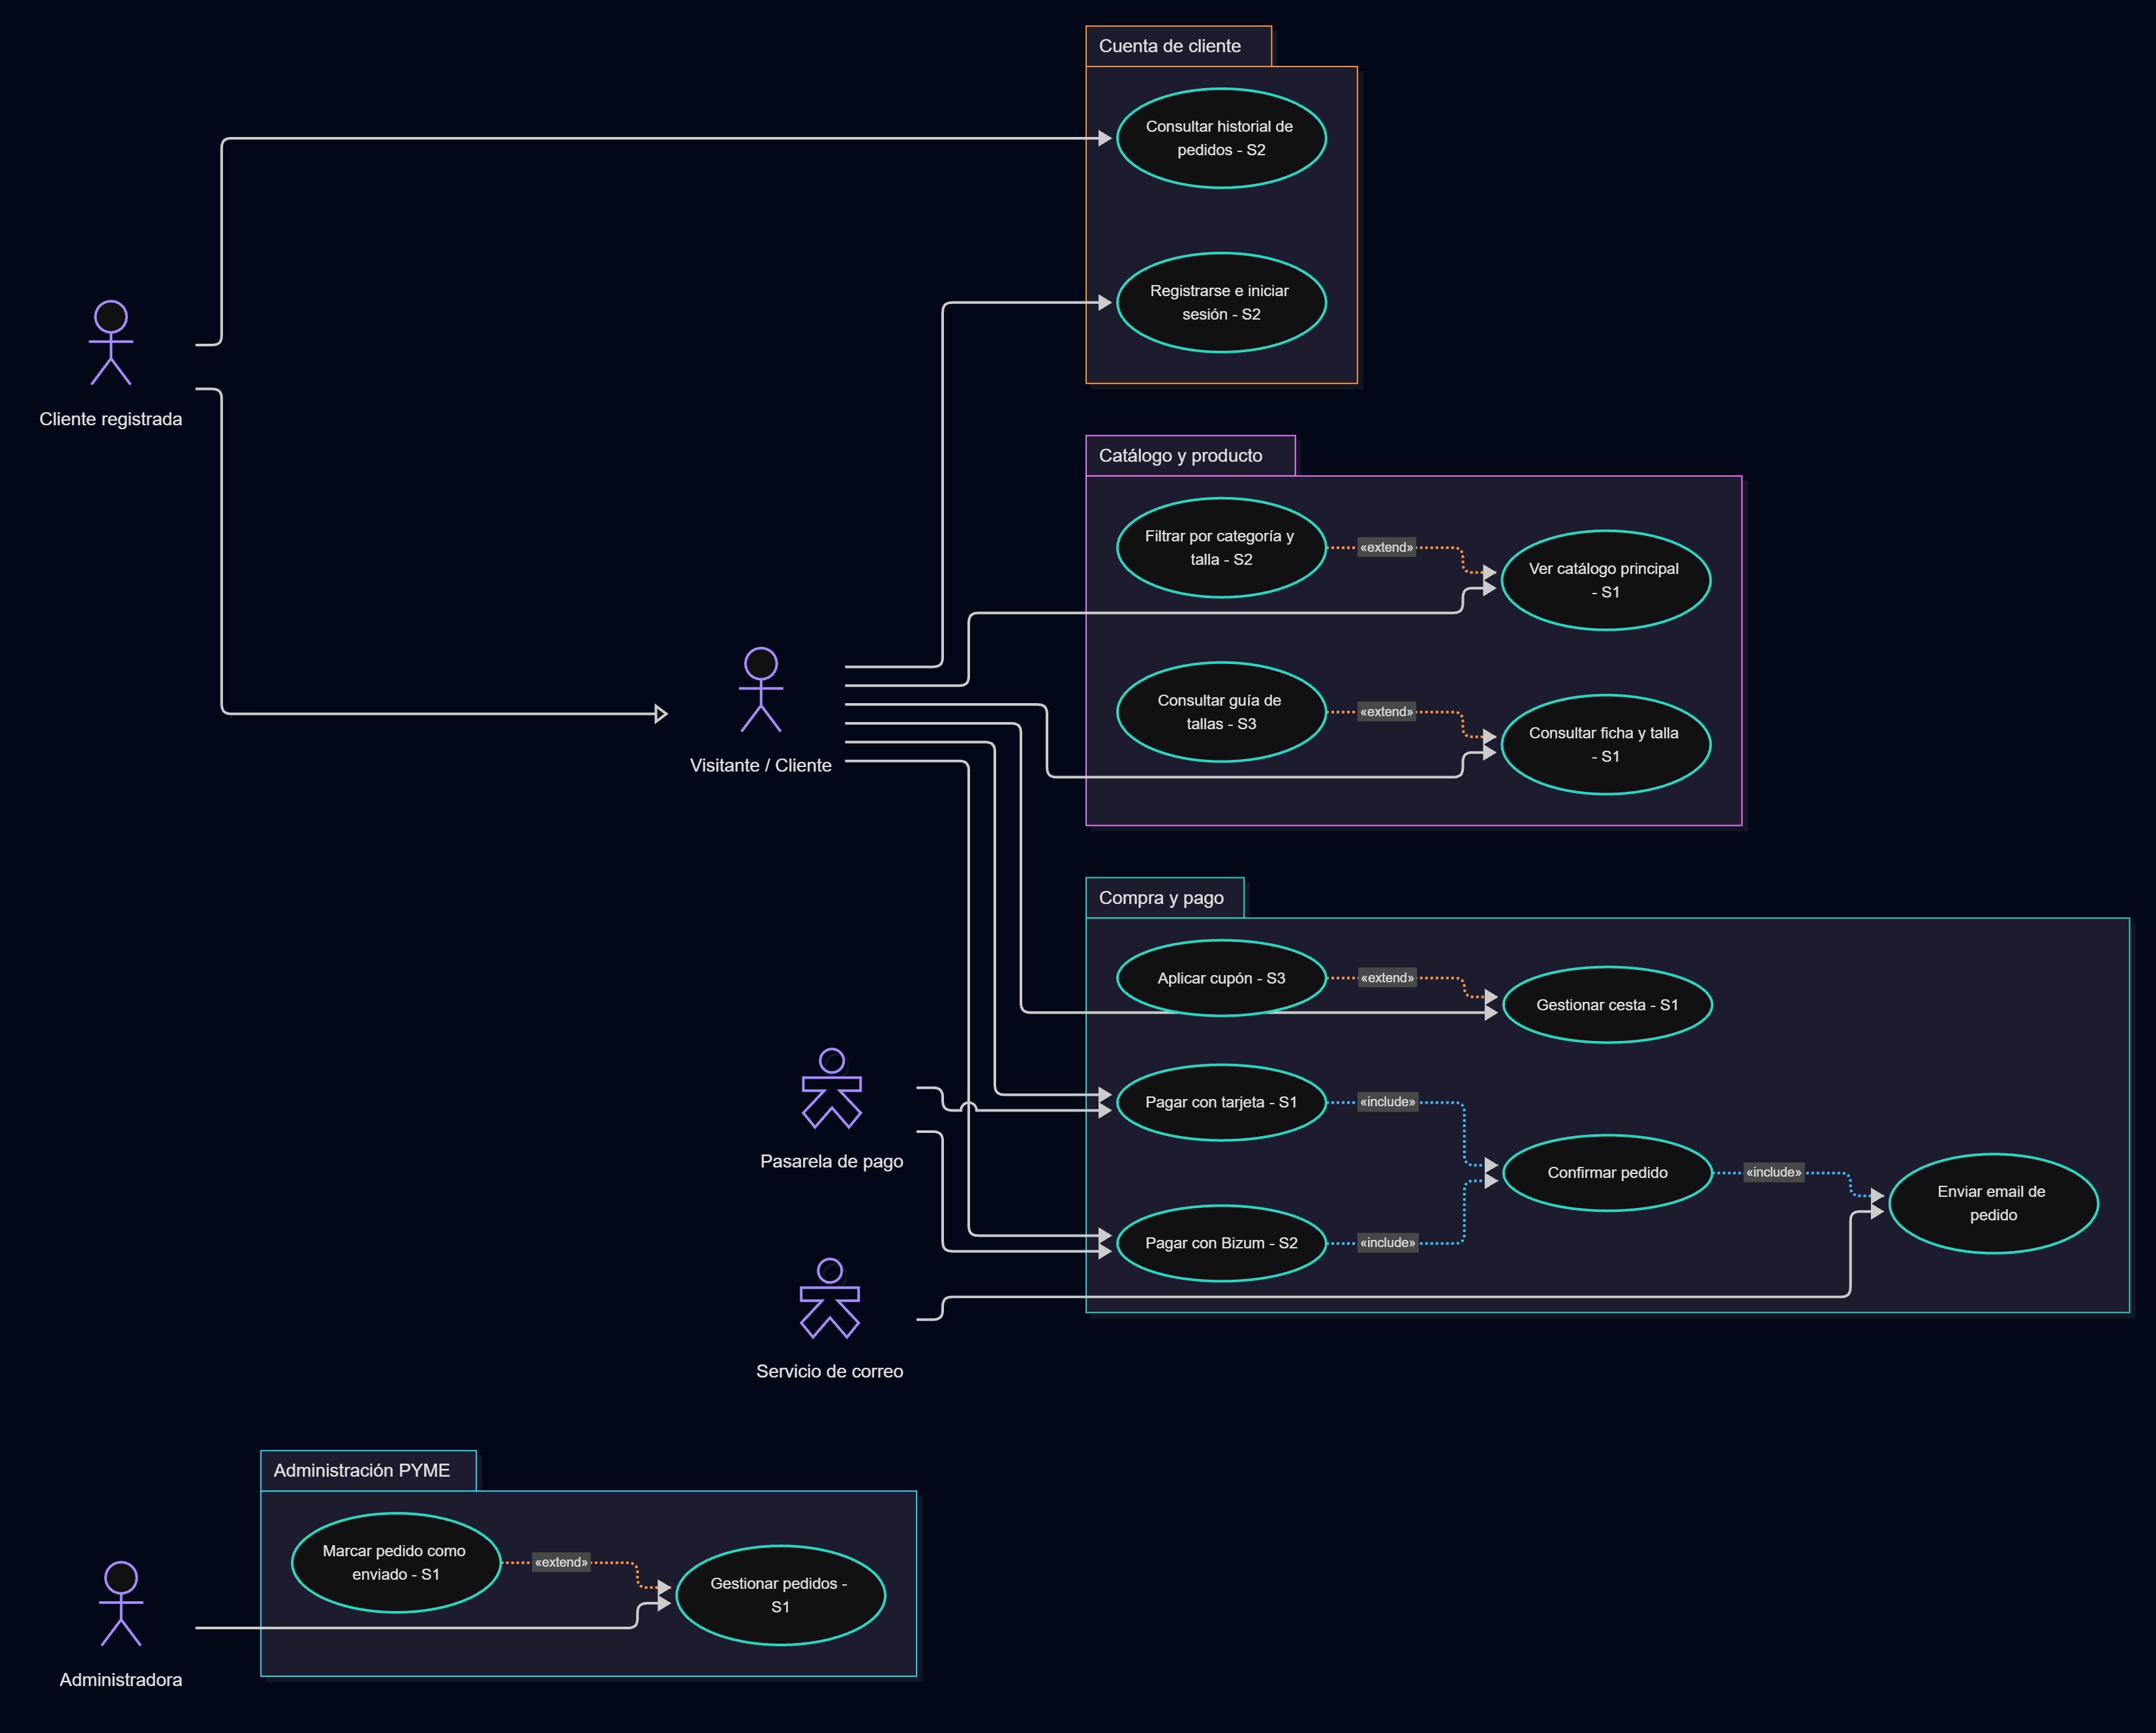 Cuenta de cliente
Consultar historial de
pedidos - S2
Registrarse e iniciar
sesión - S2
Cliente registrada
Catálogo y producto
Filtrar por categoría y
talla - S2
«extend»
Ver catálogo principal
- S1
Consultar guía de
tallas - S3
«extend»
Consultar ficha y talla
- S1
Visitante / Cliente
Compra y pago
Aplicar cupón - S3
«extend»
Gestionar cesta - S1
Pagar con tarjeta - S1
«include»
Pasarela de pago
Confirmar pedido
«include»
Enviar email de
pedido
Pagar con Bizum - S2
«include»
Servicio de correo
Administración PYME
Marcar pedido como
enviado - S1
«extend»
Gestionar pedidos -
S1
Administradora